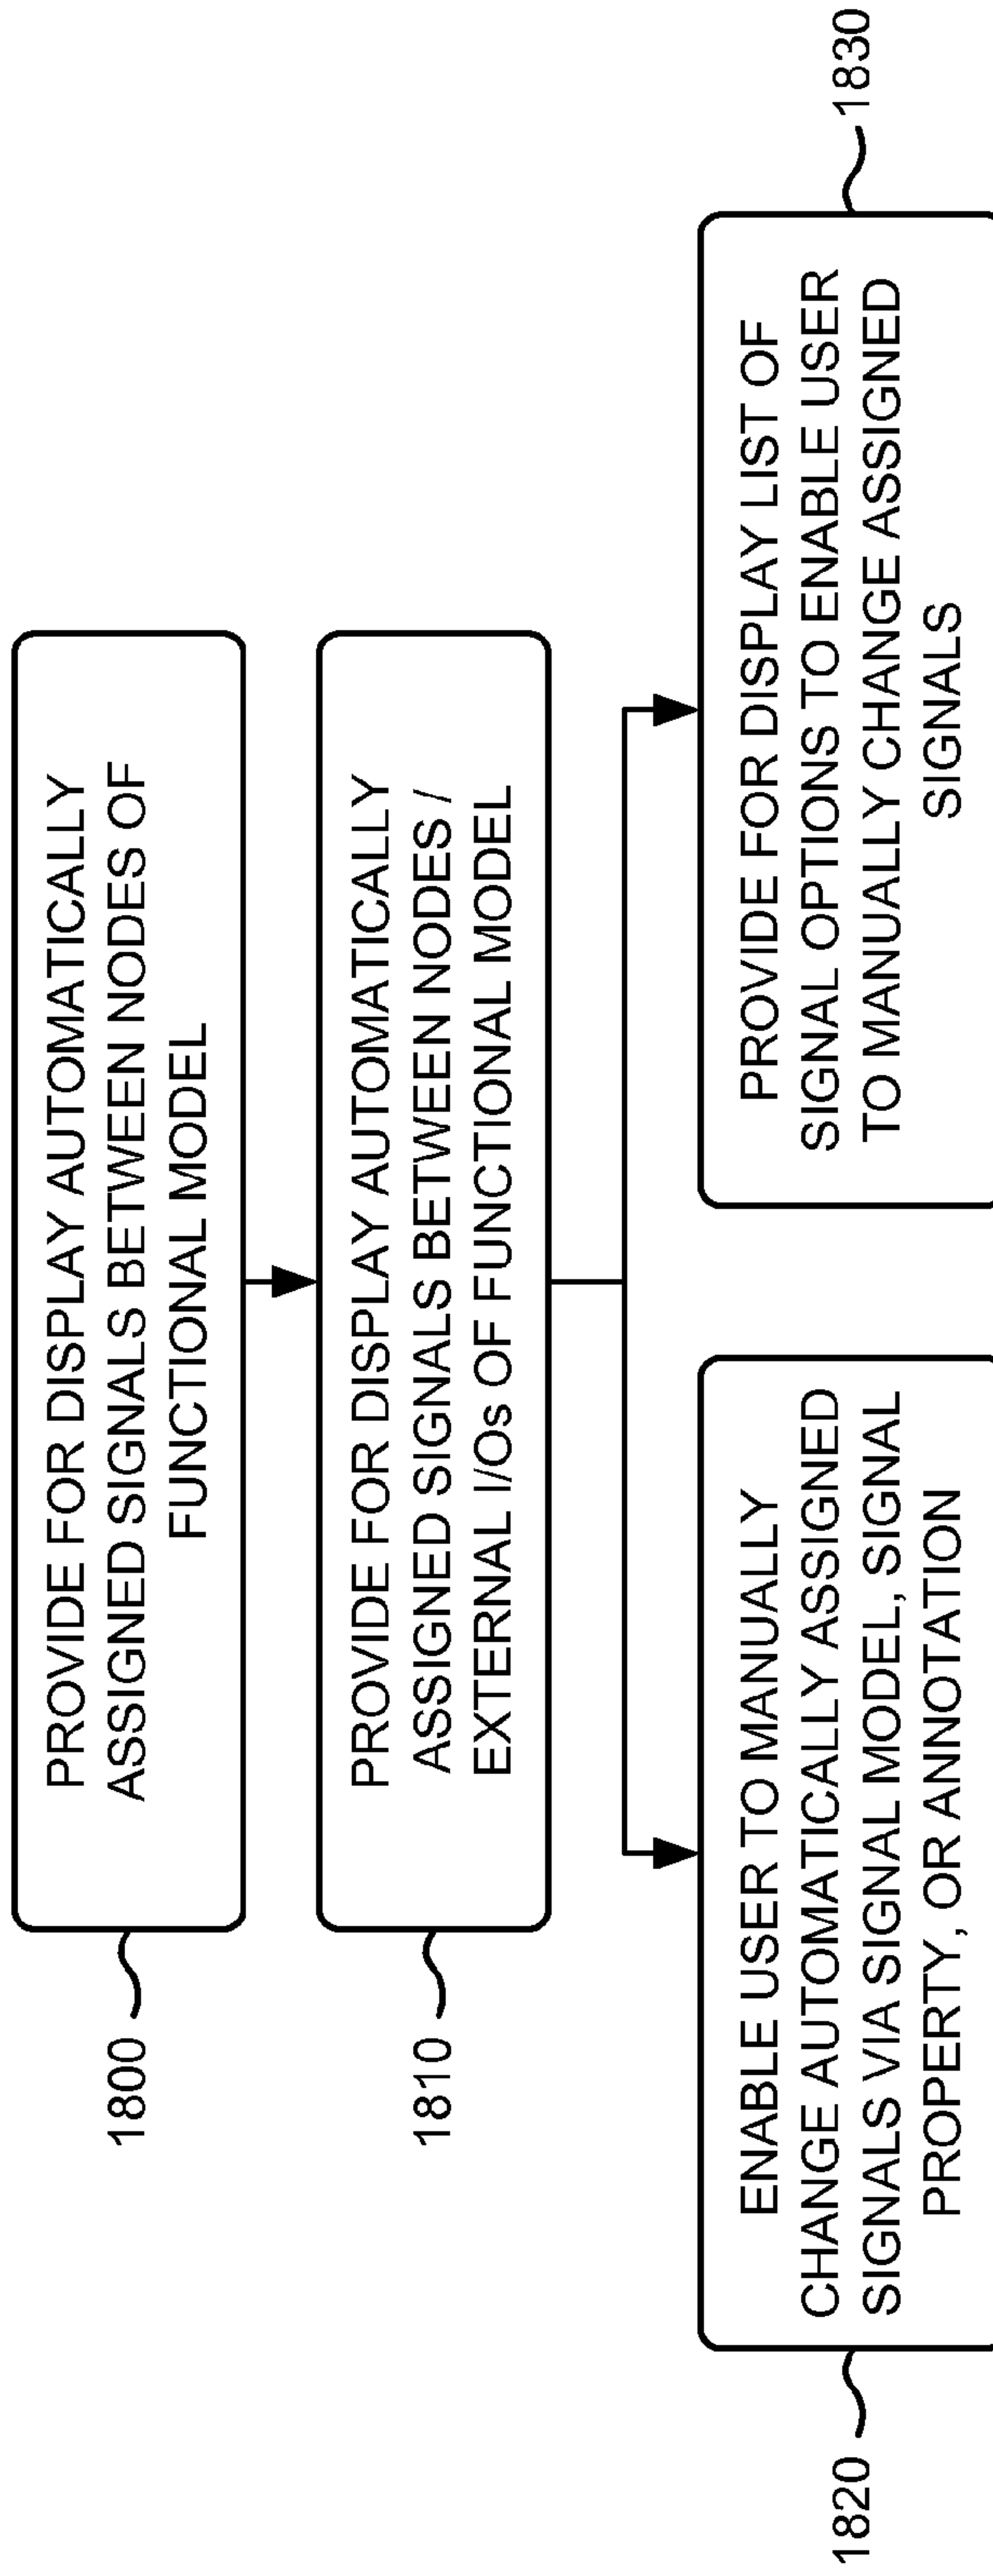 1800
PROVIDE FOR DISPLAY AUTOMATICALLY
ASSIGNED SIGNALS BETWEEN NODES OF
FUNCTIONAL MODEL
1810
PROVIDE FOR DISPLAY AUTOMATICALLY
ASSIGNED SIGNALS BETWEEN NODES /
EXTERNAL I/Os OF FUNCTIONAL MODEL
1820
ENABLE USER TO MANUALLY
CHANGE AUTOMATICALLY ASSIGNED
SIGNALS VIA SIGNAL MODEL, SIGNAL
PROPERTY, OR ANNOTATION
1830
PROVIDE FOR DISPLAY LIST OF
SIGNAL OPTIONS TO ENABLE USER
TO MANUALLY CHANGE ASSIGNED
SIGNALS